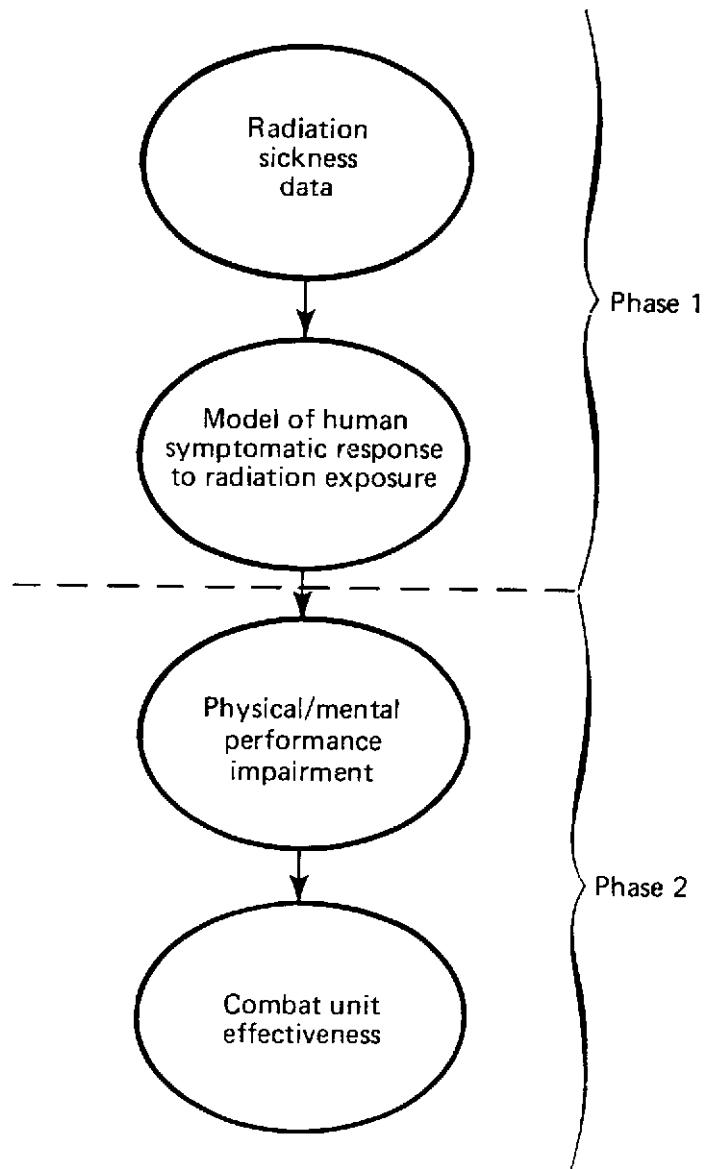 Radiation
sickness
data
Phase 1
Model of human
symptomatic response
to radiation exposure
Physical/mental
performance
impairment
Phase 2
Combat unit
effectiveness